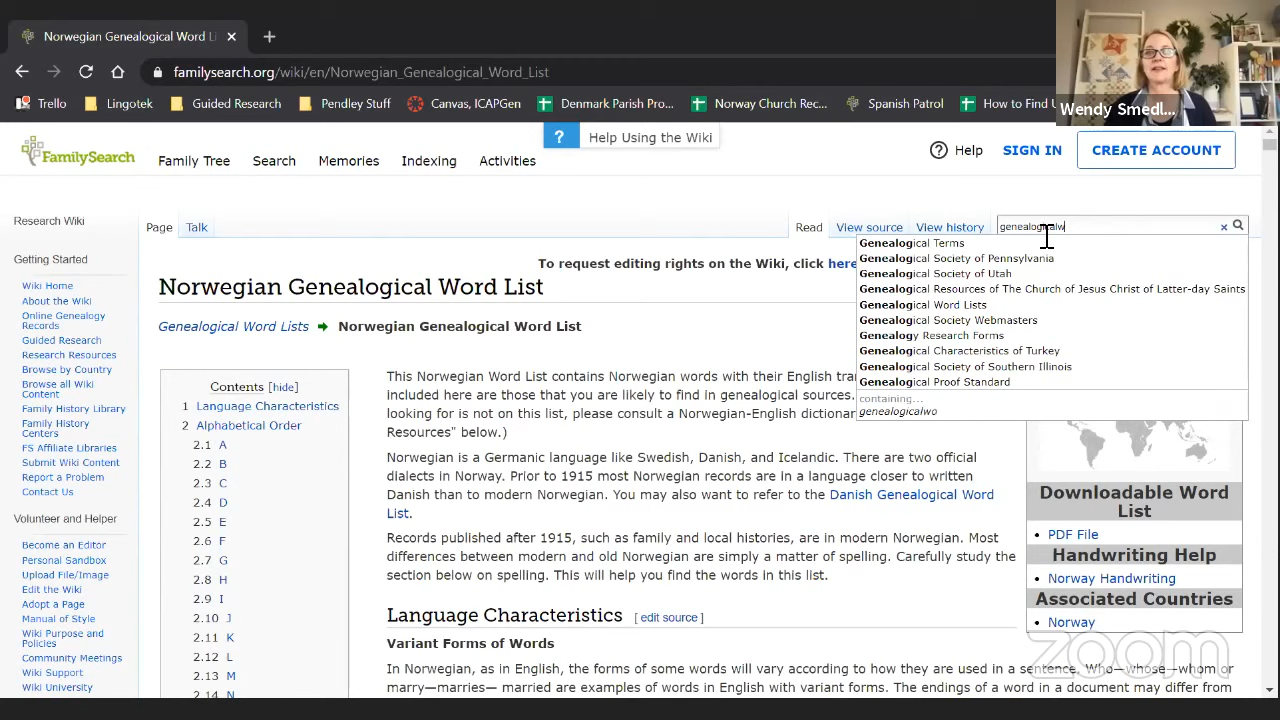 Norwegian Genealogical Word Li
familysearch.org/wiki/en/Norwegian_Genealogical_Word_List
Trello
Lingotek
Guided Research
Pendley Stuff
Canvas, ICAPGen
Denmark Parish Pro...
Norway Church Rec...
Spanish Patrol
How to Find
Wendy Smedl...
? Help Using the Wiki
FamilySearch
Family Tree
Search
Memories
Indexing
Activities
? Help
SIGN IN
CREATE ACCOUNT
Research Wiki
Getting Started
Wiki Home
About the Wiki
Online Genealogy
Records
Guided Research
Research Resources
Browse by Country
Browse all Wiki
Content
Family History Library
Family History
Centers
FS Affiliate Libraries
Submit Wiki Content
Report a Problem
Contact Us
Volunteer and Helper
Become an Editor
Personal Sandbox
Upload File/Image
Edit the Wiki
Adopt a Page
Manual of Style
Wiki Purpose and
Policies
Community Meetings
Wiki Support
Wiki University
Page
Talk
Read
View source
View history
genealogicalw
Genealogical Terms
Genealogical Society of Pennsylvania
Genealogical Society of Utah
Genealogical Resources of The Church of Jesus Christ of Latter-day Saints
Genealogical Word Lists
Genealogical Society Webmasters
Genealogy Research Forms
Genealogical Characteristics of Turkey
Genealogical Society of Southern Illinois
Genealogical Proof Standard
containing...
genealogicalwo
To request editing rights on the Wiki, click here
Norwegian Genealogical Word List
Genealogical Word Lists Norwegian Genealogical Word List
Contents [hide]
1 Language Characteristics
2 Alphabetical Order
2.1 A
2.2 B
2.3 C
2.4 D
2.5 E
2.6 F
2.7 G
2.8 H
2.9 I
2.10 J
2.11 K
2.12 L
2.13 M
2.14 N
This Norwegian Word List contains Norwegian words with their English tra
included here are those that you are likely to find in genealogical sources.
looking for is not on this list, please consult a Norwegian-English dictionar
Resources" below.)
Norwegian is a Germanic language like Swedish, Danish, and Icelandic. There are two official
dialects in Norway. Prior to 1915 most Norwegian records are in a language closer to written
Danish than to modern Norwegian. You may also want to refer to the Danish Genealogical Word
List.
Records published after 1915, such as family and local histories, are in modern Norwegian. Most
differences between modern and old Norwegian are simply a matter of spelling. Carefully study the
section below on spelling. This will help you find the words in this list.
Language Characteristics [ edit source ]
Variant Forms of Words
In Norwegian, as in English, the forms of some words will vary according to how they are used in a sentence. Who—whose—whom or
marry—marries— married are examples of words in English with variant forms. The endings of a word in a document may differ from
Downloadable Word
List
PDF File
Handwriting Help
Norway Handwriting
Associated Countries
Norway
zoom